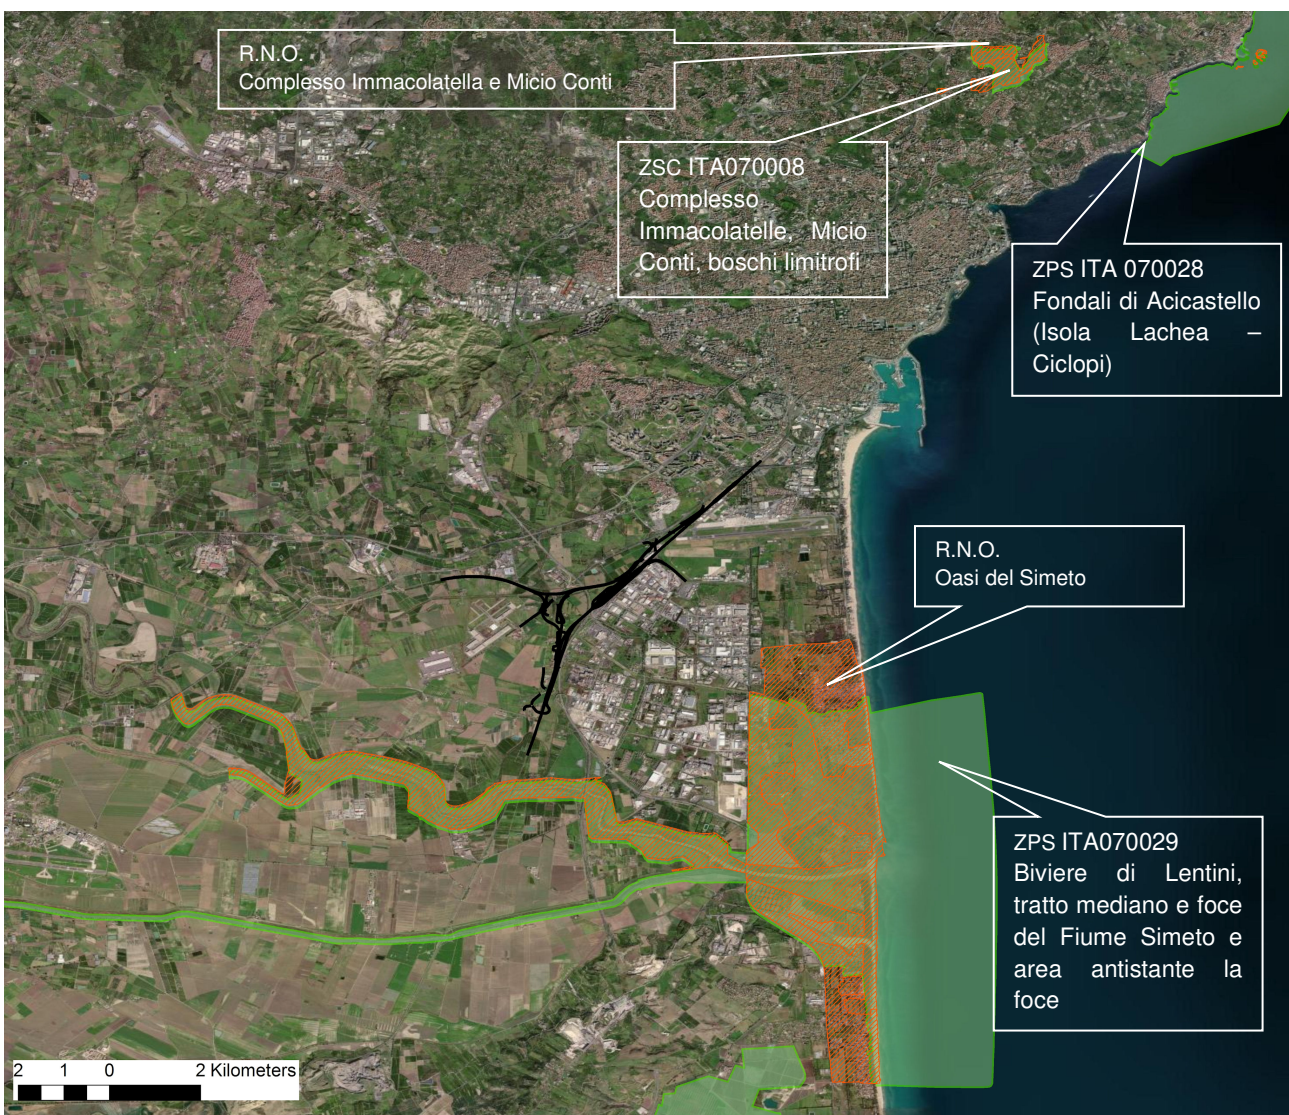 R.N.O.
Complesso Immacolatella e Micio Conti
ZSC ITA070008
Complesso
Immacolatelle, Micio
Conti, boschi limitrofi
ZPS ITA 070028
Fondali di Acicastello
(Isola Lachea –
Ciclopi)
R.N.O.
Oasi del Simeto
ZPS ITA070029
Biviere di Lentini,
tratto mediano e foce
del Fiume Simeto e
area antistante la
foce
2 1 0 2 Kilometers